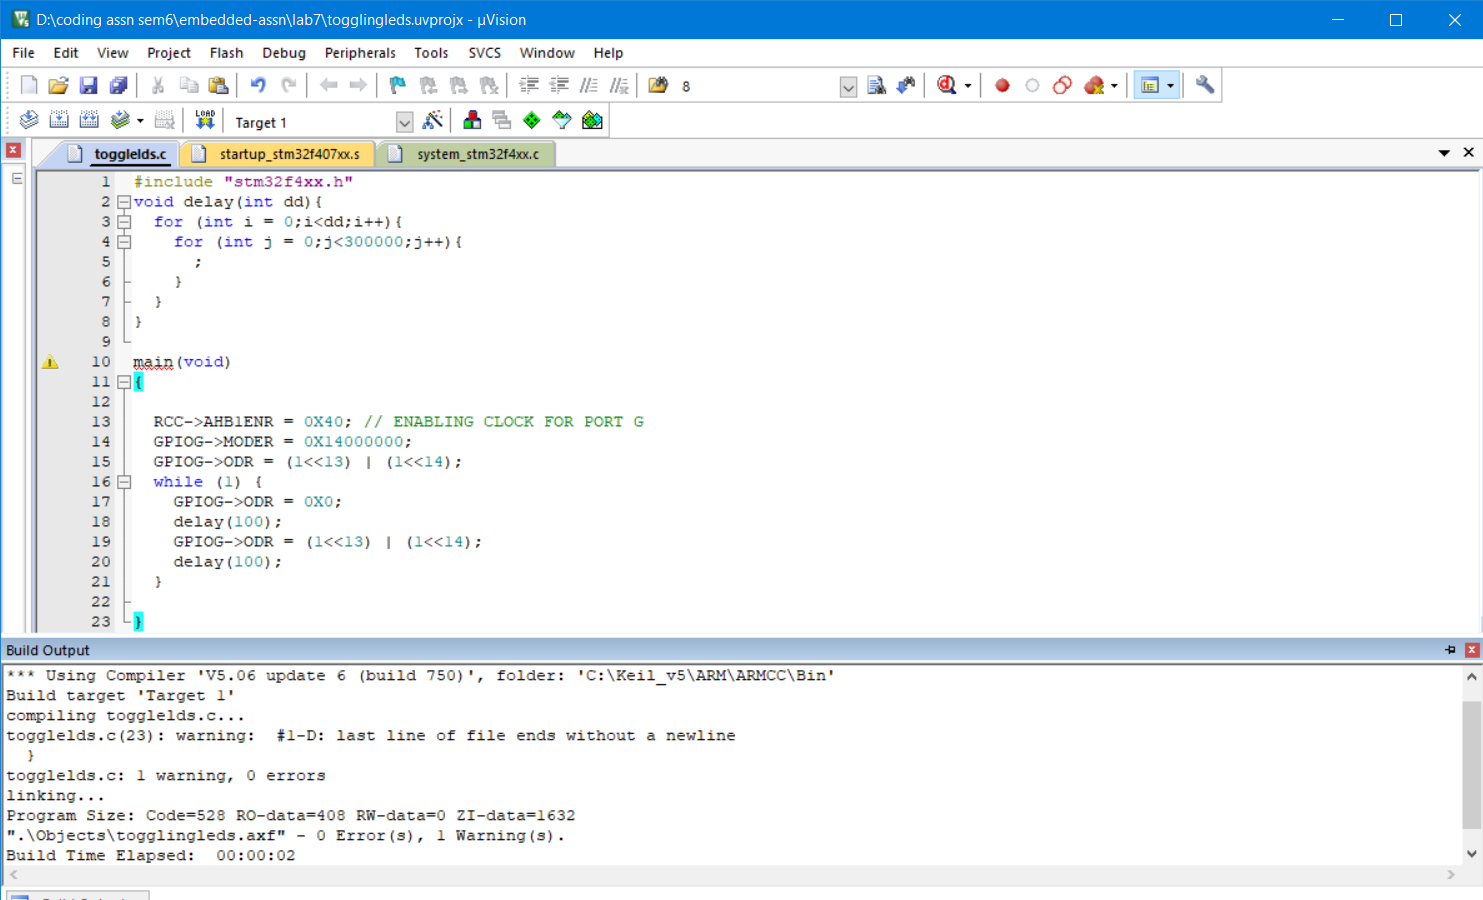 D:\coding assn sem6\embedded-assn\lab7\togglingleds.uvprojx - µVision
File Edit View Project Flash Debug Peripherals Tools SVCS Window Help
8
LOAD Target 1
togglelds.c startup_stm32f407xx.s system_stm32f4xx.c
1 #include "stm32f4xx.h"
2 void delay(int dd){
3 for (int i = 0;i<dd;i++){
4 for (int j = 0;j<300000;j++){
5 ;
6 }
7 }
8 }
9
10 main(void)
11 {
12
13 RCC->AHB1ENR = 0X40; // ENABLING CLOCK FOR PORT G
14 GPIOG->MODER = 0X14000000;
15 GPIOG->ODR = (1<<13) | (1<<14);
16 while (1) {
17 GPIOG->ODR = 0X0;
18 delay(100);
19 GPIOG->ODR = (1<<13) | (1<<14);
20 delay(100);
21 }
22
23 }
Build Output
*** Using Compiler 'V5.06 update 6 (build 750)', folder: 'C:\Keil_v5\ARM\ARMCC\Bin'
Build target 'Target 1'
compiling togglelds.c...
togglelds.c(23): warning:  #1-D: last line of file ends without a newline
}
togglelds.c: 1 warning, 0 errors
linking...
Program Size: Code=528 RO-data=408 RW-data=0 ZI-data=1632
".\Objects\togglingleds.axf" - 0 Error(s), 1 Warning(s).
Build Time Elapsed:  00:00:02